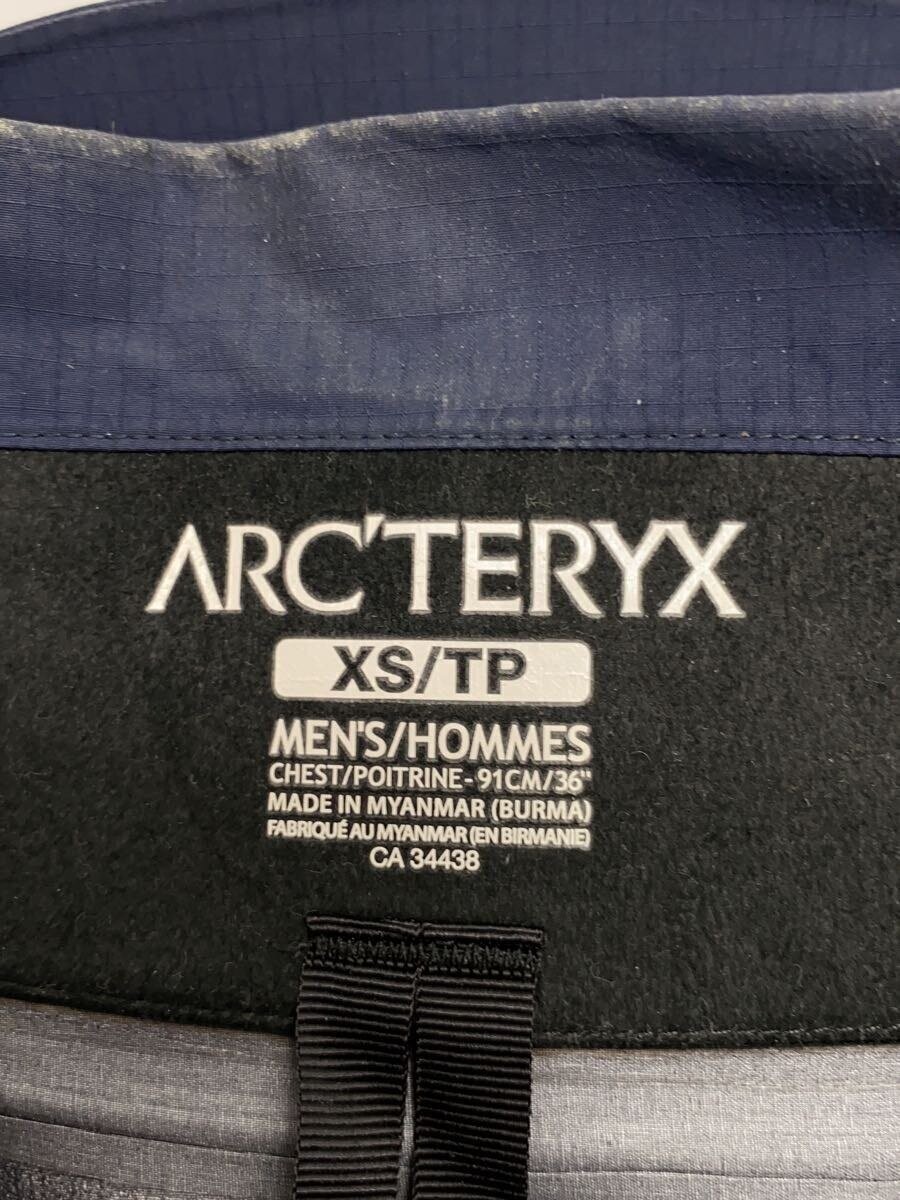 ARC'TERYX
XS/TP
MEN'S/HOMMES
CHEST/POITRINE-91CM/36"
MADE IN MYANMAR (BURMA)
FABRIQUÉ AU MYANMAR (EN BIRMANIE)
CA 34438